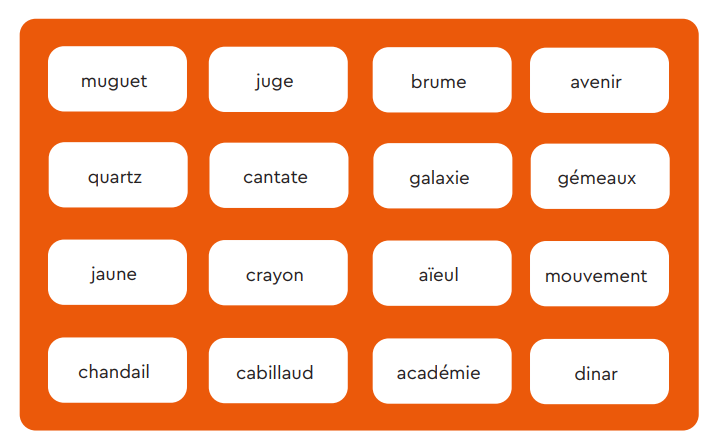 muguet juge brume avenir
quartz cantate galaxie gémeaux
jaune crayon aïeul mouvement
chandail cabillaud académie dinar